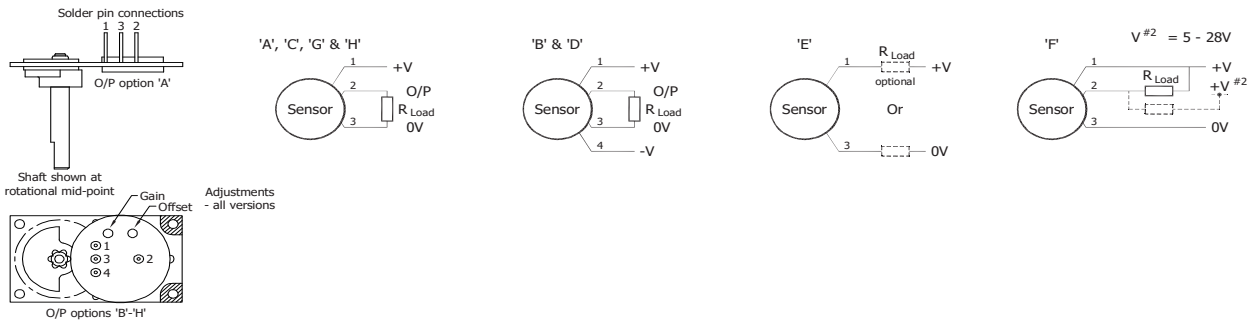 Solder pin connections
1 3 2
O/P option 'A'
Shaft shown at
rotational mid-point
Gain
Offset
Adjustments
- all versions
1
3
4
2
O/P options 'B'-'H'
'A', 'C', 'G' & 'H'
Sensor
1
+V
2
O/P
R Load
3
0V
'B' & 'D'
Sensor
1
+V
2
O/P
R Load
3
0V
4
-V
'E'
Sensor
1
R Load
optional
+V
Or
3
0V
'F'
V #2 = 5 - 28V
Sensor
1
+V
2
R Load
+V #2
3
0V